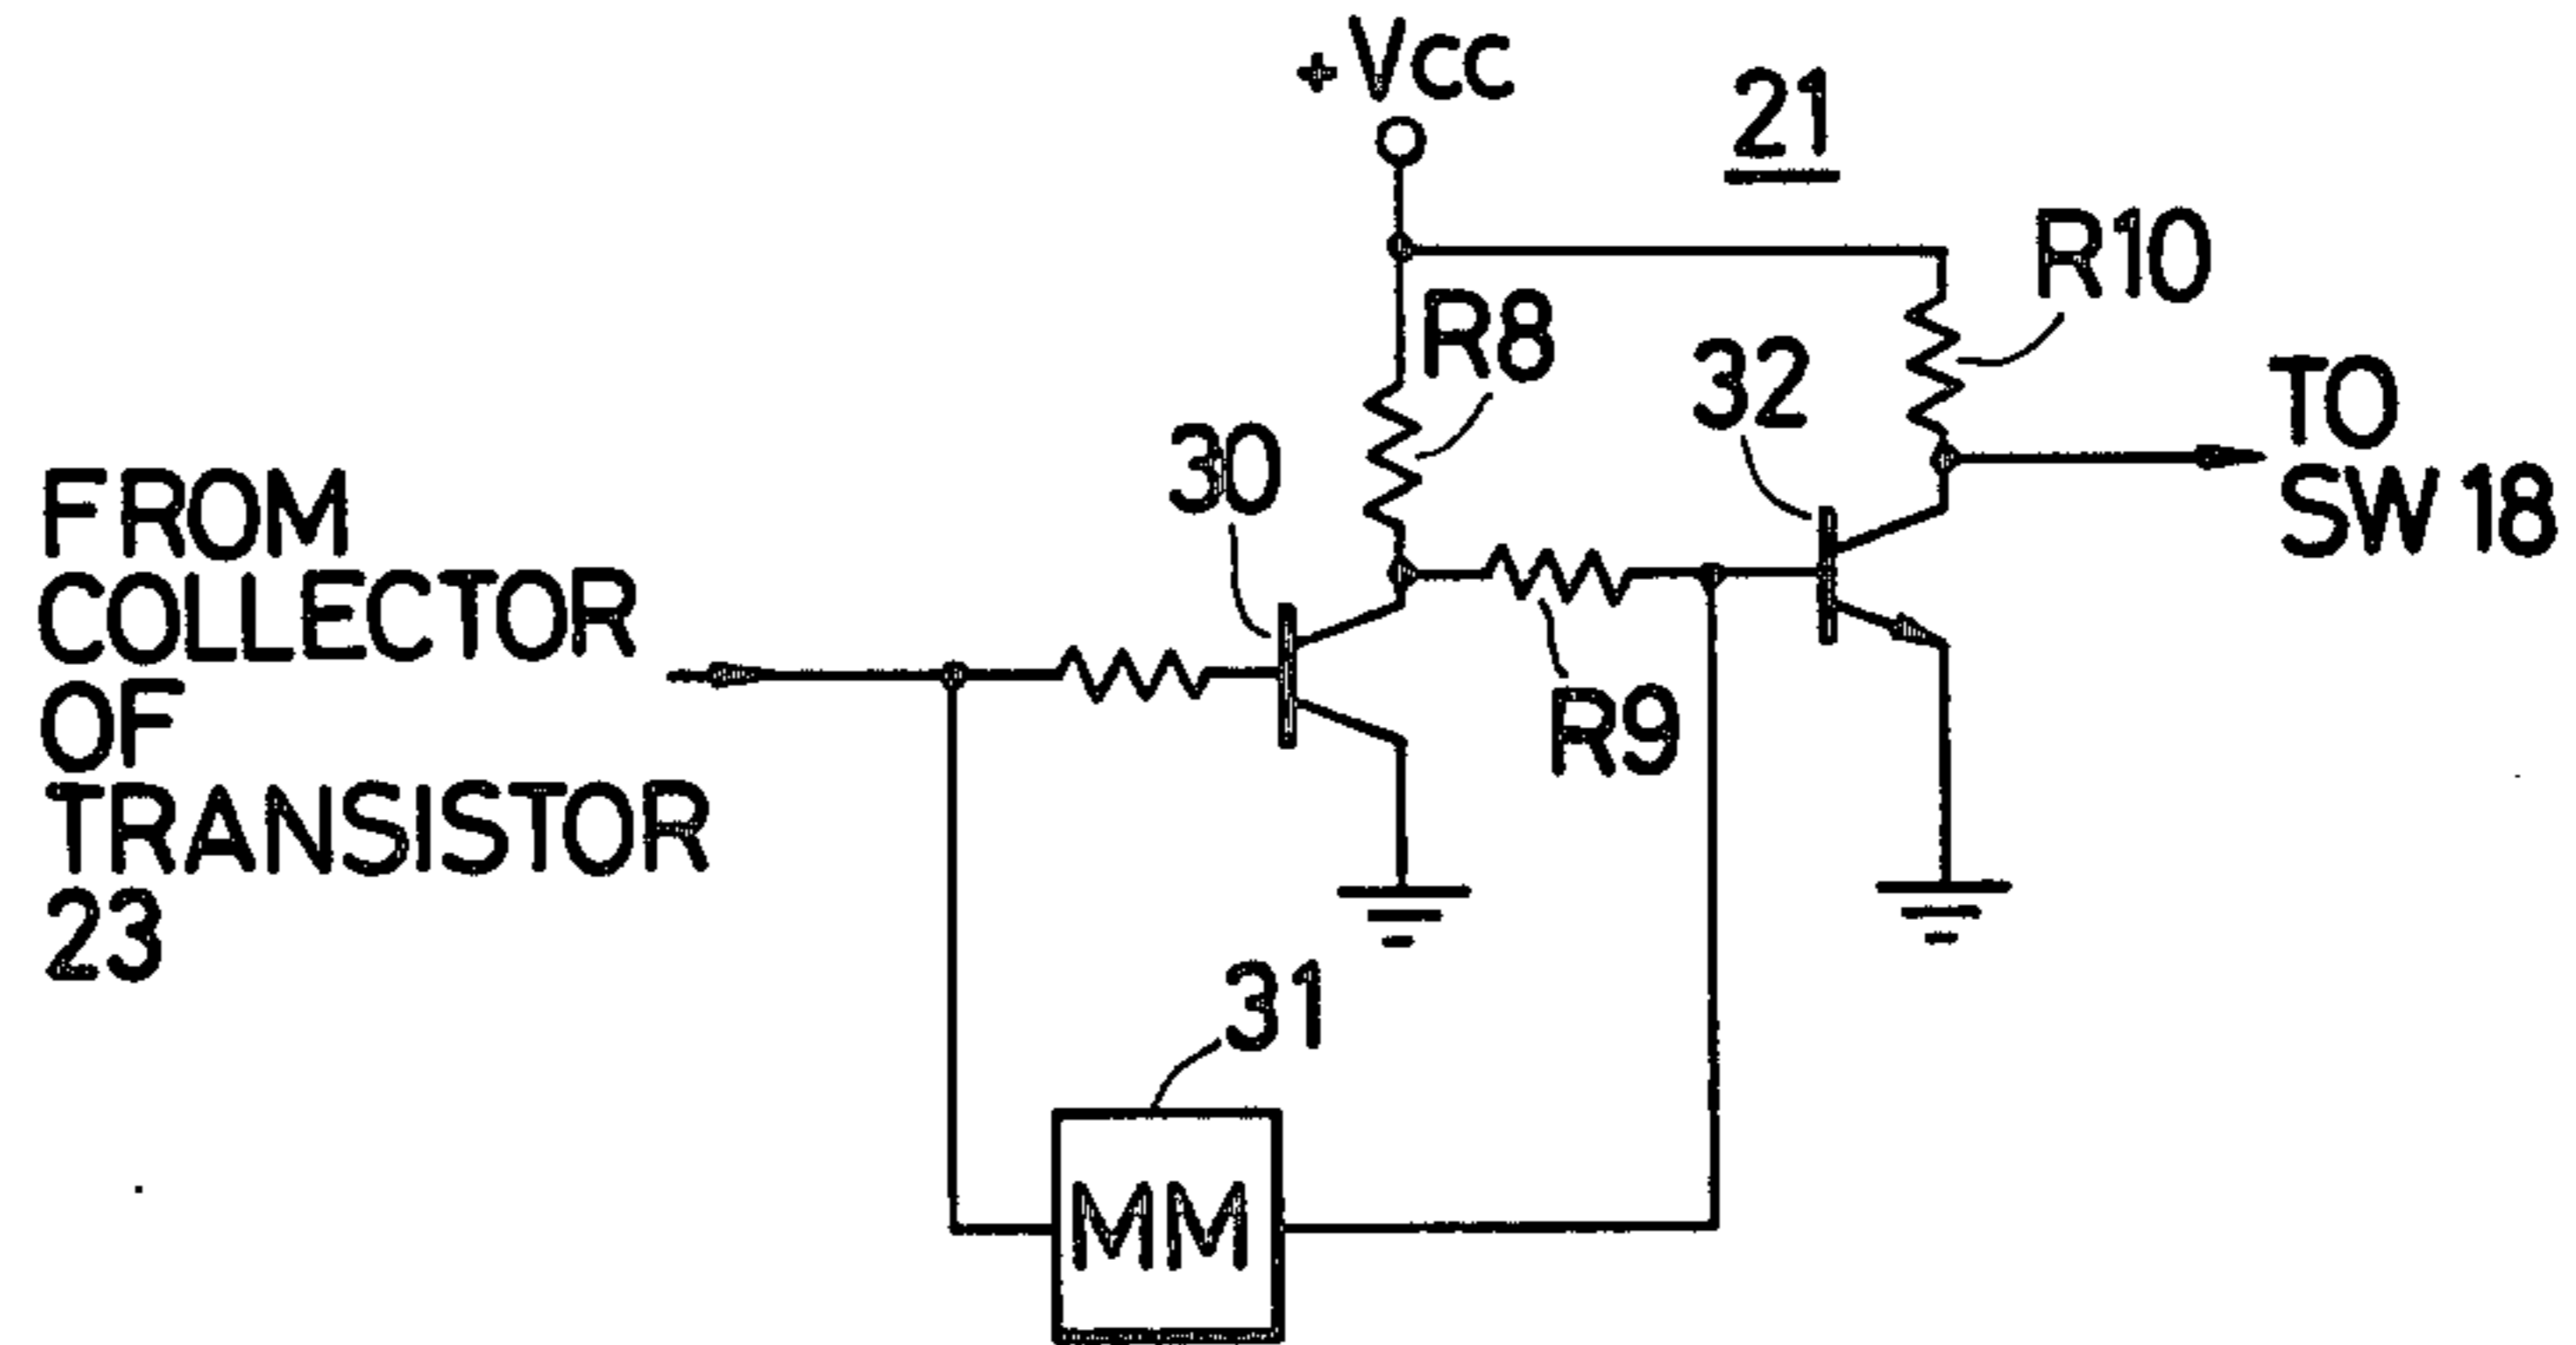 +Vcc
21
R10
R8
32
TO
SW 18
30
FROM
COLLECTOR
OF
TRANSISTOR
23
R9
31
MM